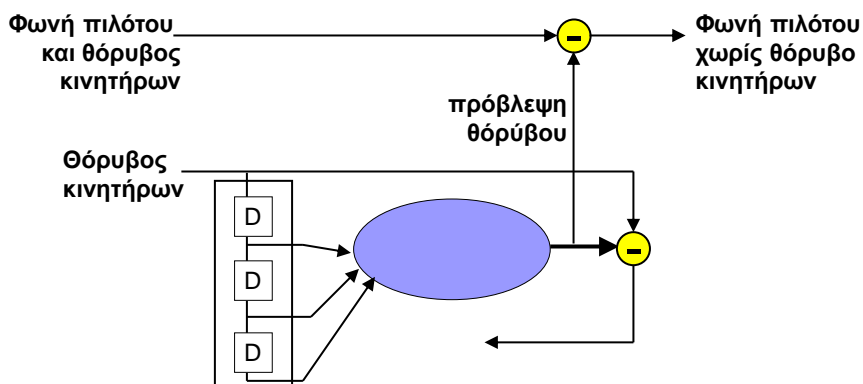 Φωνή πιλότου
και θόρυβος
κινητήρων
–
Φωνή πιλότου
χωρίς θόρυβο
κινητήρων
πρόβλεψη
θόρύβου
Θόρυβος
κινητήρων
D
–
D
D